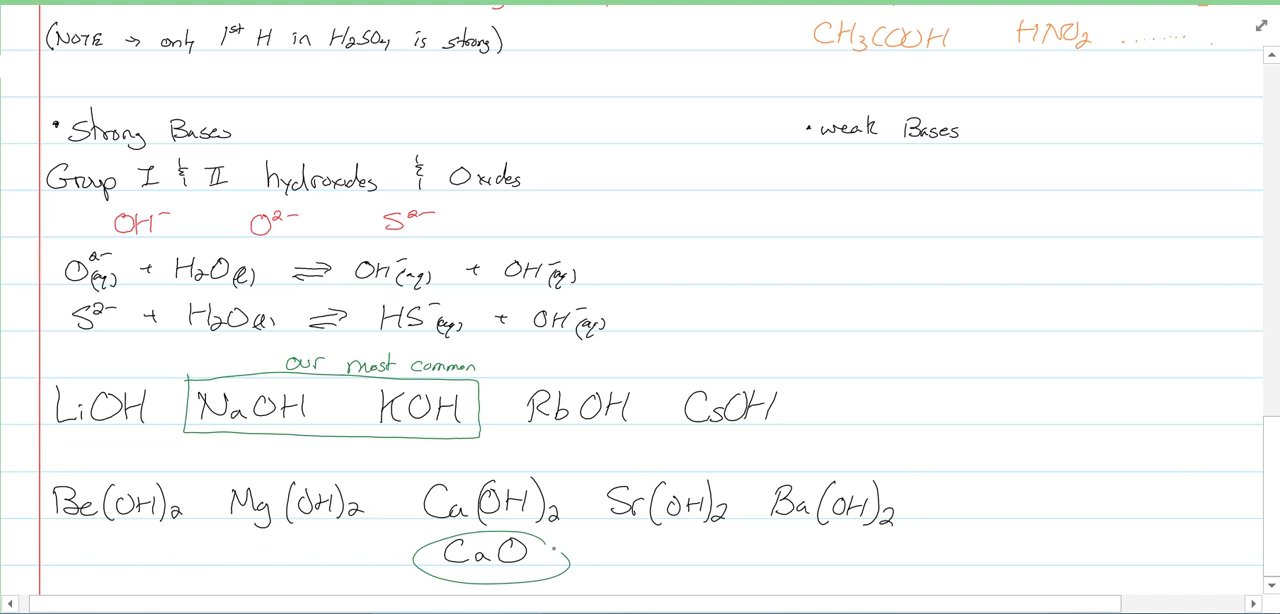 (NOTE → only 1st H in H2SO4 is strong)
CH3COOH HNO2 ........
• Strong Bases
• weak Bases
Group I & II hydroxides & Oxides
OH⁻ O²⁻ S²⁻
O²⁻(aq) + H2O(l) ⇌ OH⁻(aq) + OH⁻(aq)
S²⁻ + H2O(l) ⇌ HS⁻(aq) + OH⁻(aq)
our most common
LiOH NaOH KOH RbOH CsOH
Be(OH)2 Mg(OH)2 Ca(OH)2 Sr(OH)2 Ba(OH)2
CaO